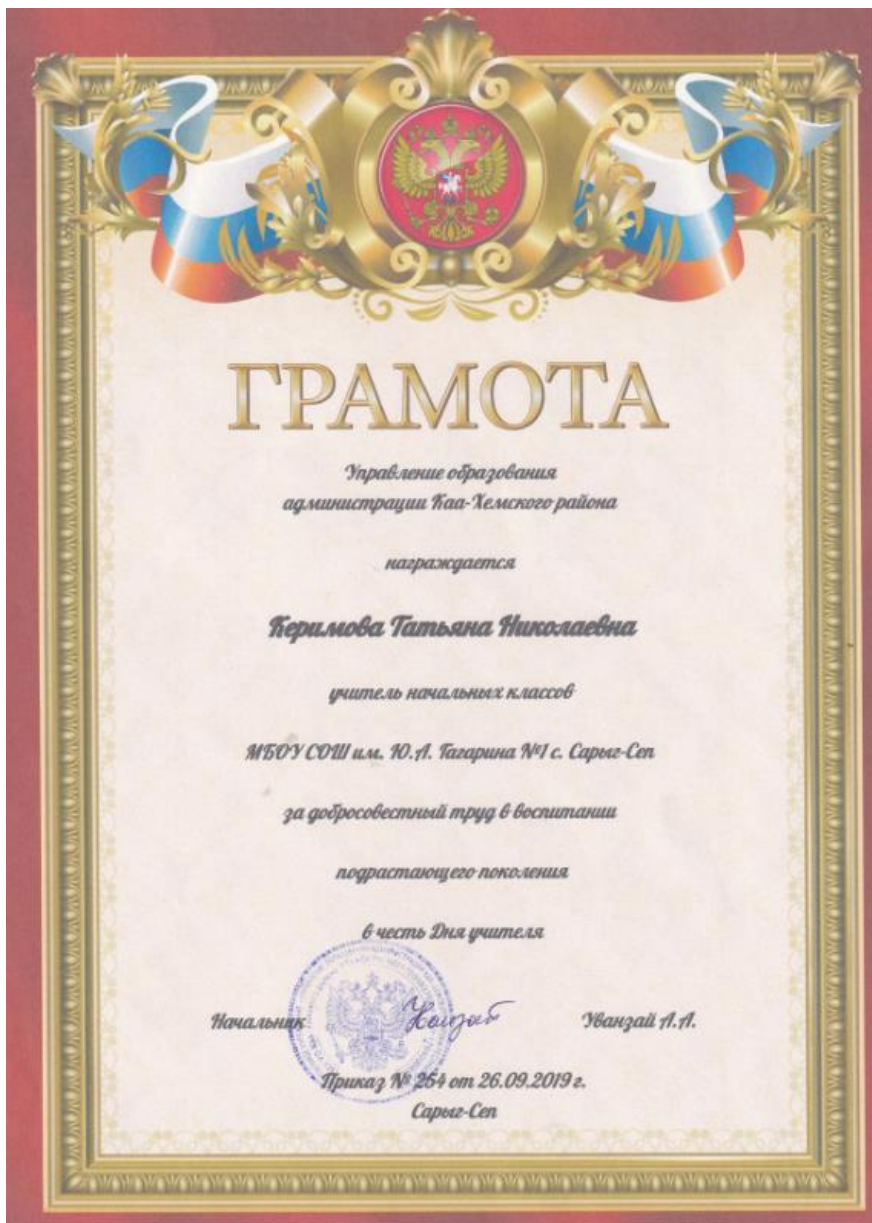 ГРАМОТА
Управление образования
администрации Каа-Хемского района
награждается
Керимова Татьяна Николаевна
учитель начальных классов
МБОУ СОШ им. Ю.А. Гагарина №1 с. Сарыг-Сеп
за добросовестный труд в воспитании
подрастающего поколения
в честь Дня учителя
Начальник Уванзай А.А.
Приказ № 264 от 26.09.2019 г.
Сарыг-Сеп